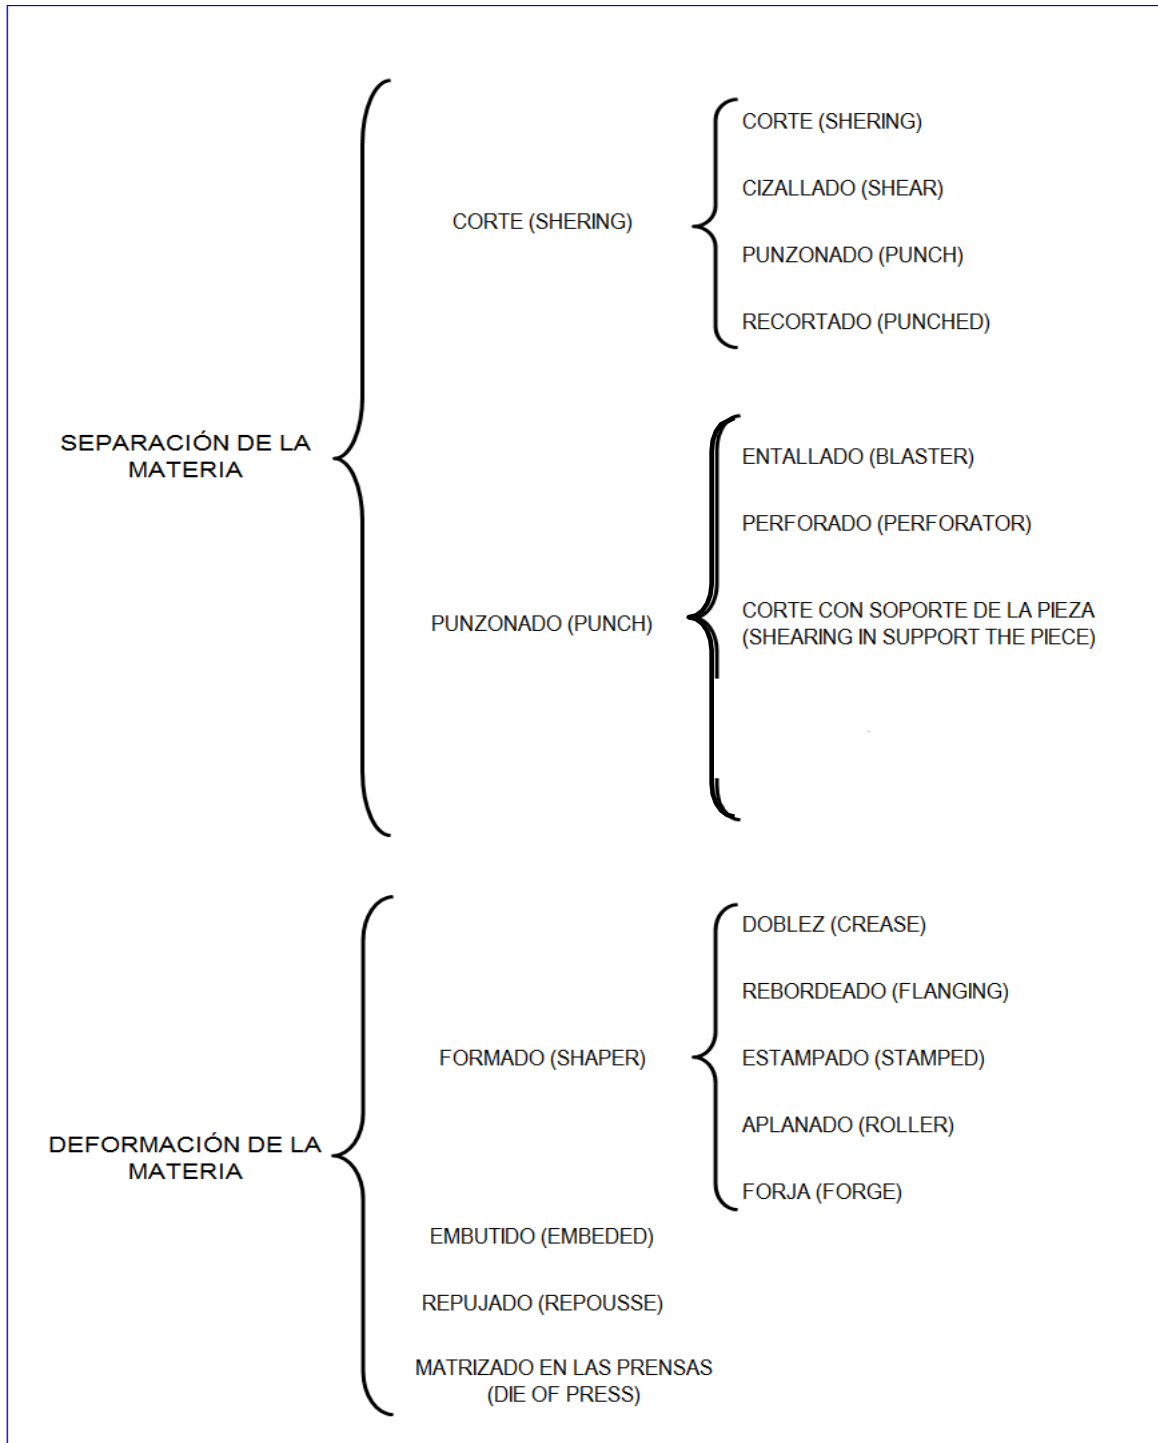 SEPARACIÓN DE LA
MATERIA
CORTE (SHERING)
CORTE (SHERING)
CIZALLADO (SHEAR)
PUNZONADO (PUNCH)
RECORTADO (PUNCHED)
PUNZONADO (PUNCH)
ENTALLADO (BLASTER)
PERFORADO (PERFORATOR)
CORTE CON SOPORTE DE LA PIEZA
(SHEARING IN SUPPORT THE PIECE)
DEFORMACIÓN DE LA
MATERIA
FORMADO (SHAPER)
DOBLEZ (CREASE)
REBORDEADO (FLANGING)
ESTAMPADO (STAMPED)
APLANADO (ROLLER)
FORJA (FORGE)
EMBUTIDO (EMBEDED)
REPUJADO (REPOUSSE)
MATRIZADO EN LAS PRENSAS
(DIE OF PRESS)